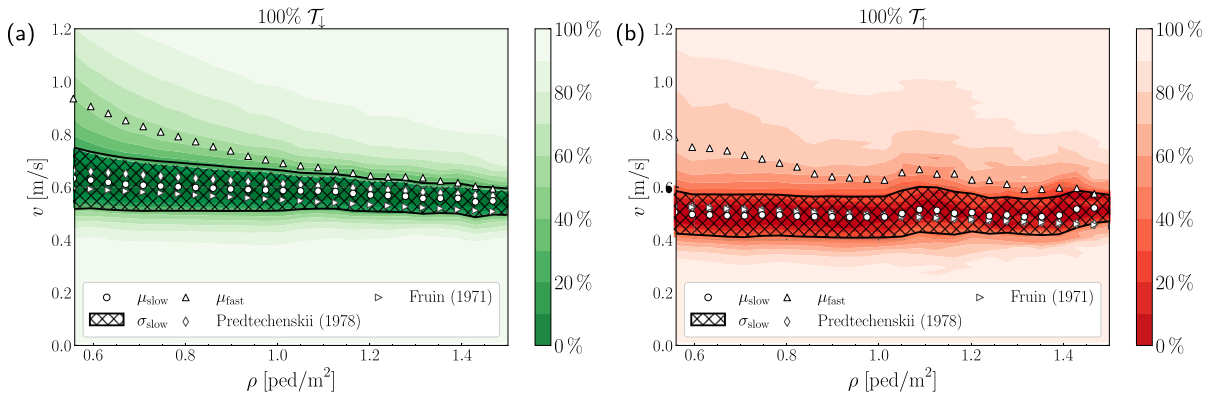 (a)
100% 𝒯↓
1.2
1.0
0.8
0.6
0.4
0.2
0.0
v [m/s]
0.6
0.8
1.0
1.2
1.4
ρ [ped/m²]
μslow
μfast
Fruin (1971)
σslow
Predtechenskii (1978)
100 %
80 %
60 %
40 %
20 %
0 %
(b)
100% 𝒯↑
1.2
1.0
0.8
0.6
0.4
0.2
0.0
v [m/s]
0.6
0.8
1.0
1.2
1.4
ρ [ped/m²]
μslow
μfast
Fruin (1971)
σslow
Predtechenskii (1978)
100 %
80 %
60 %
40 %
20 %
0 %